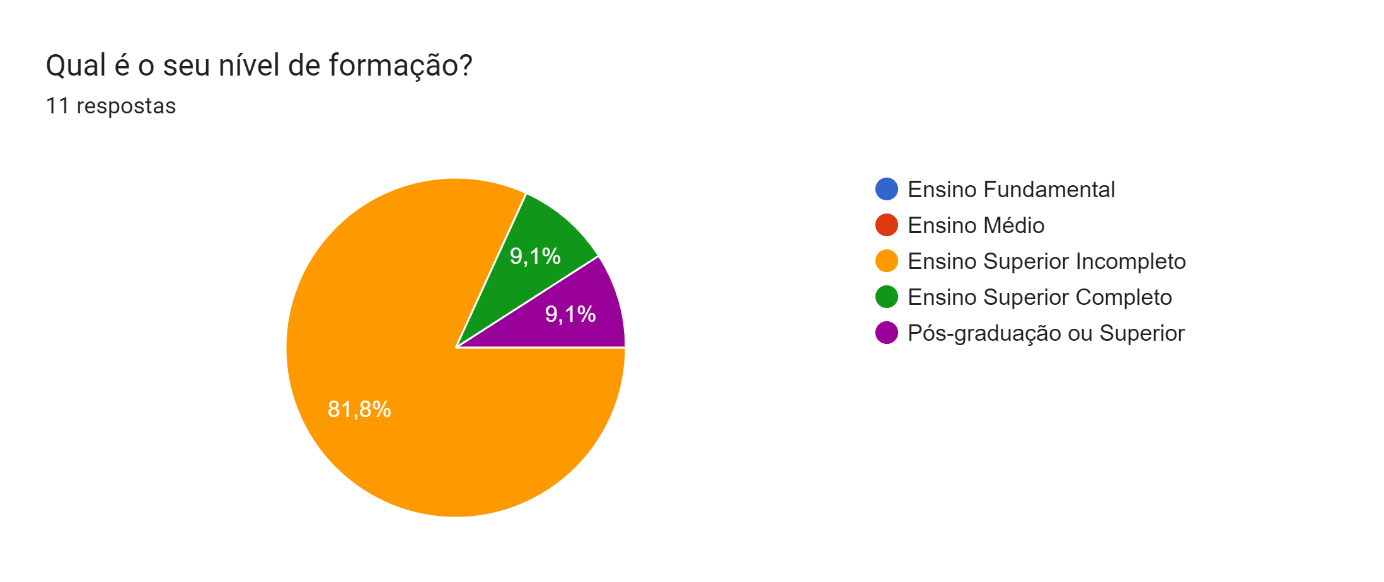 Qual é o seu nível de formação?
11 respostas
Ensino Fundamental
Ensino Médio
Ensino Superior Incompleto
Ensino Superior Completo
Pós-graduação ou Superior
9,1%
9,1%
81,8%